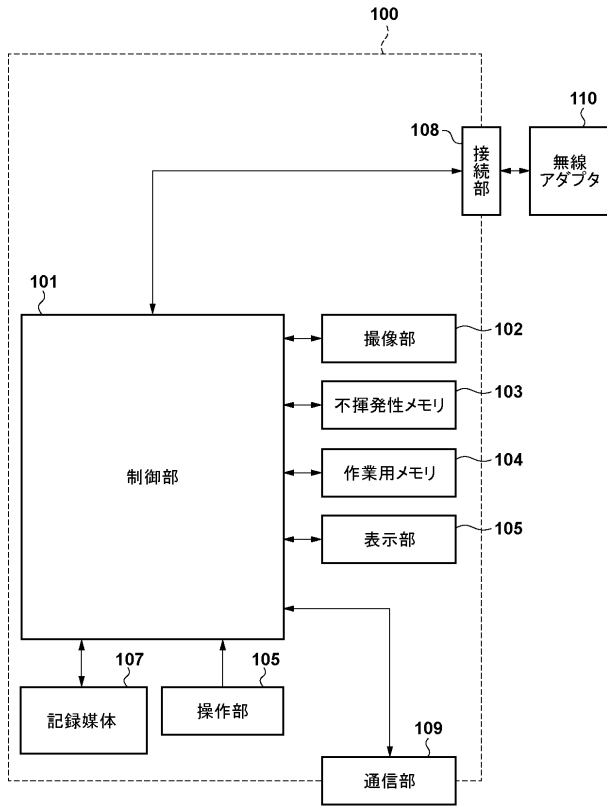 100
108
接続部
110
無線
アダプタ
101
制御部
撮像部
102
不揮発性メモリ
103
作業用メモリ
104
表示部
105
107
記録媒体
105
操作部
109
通信部